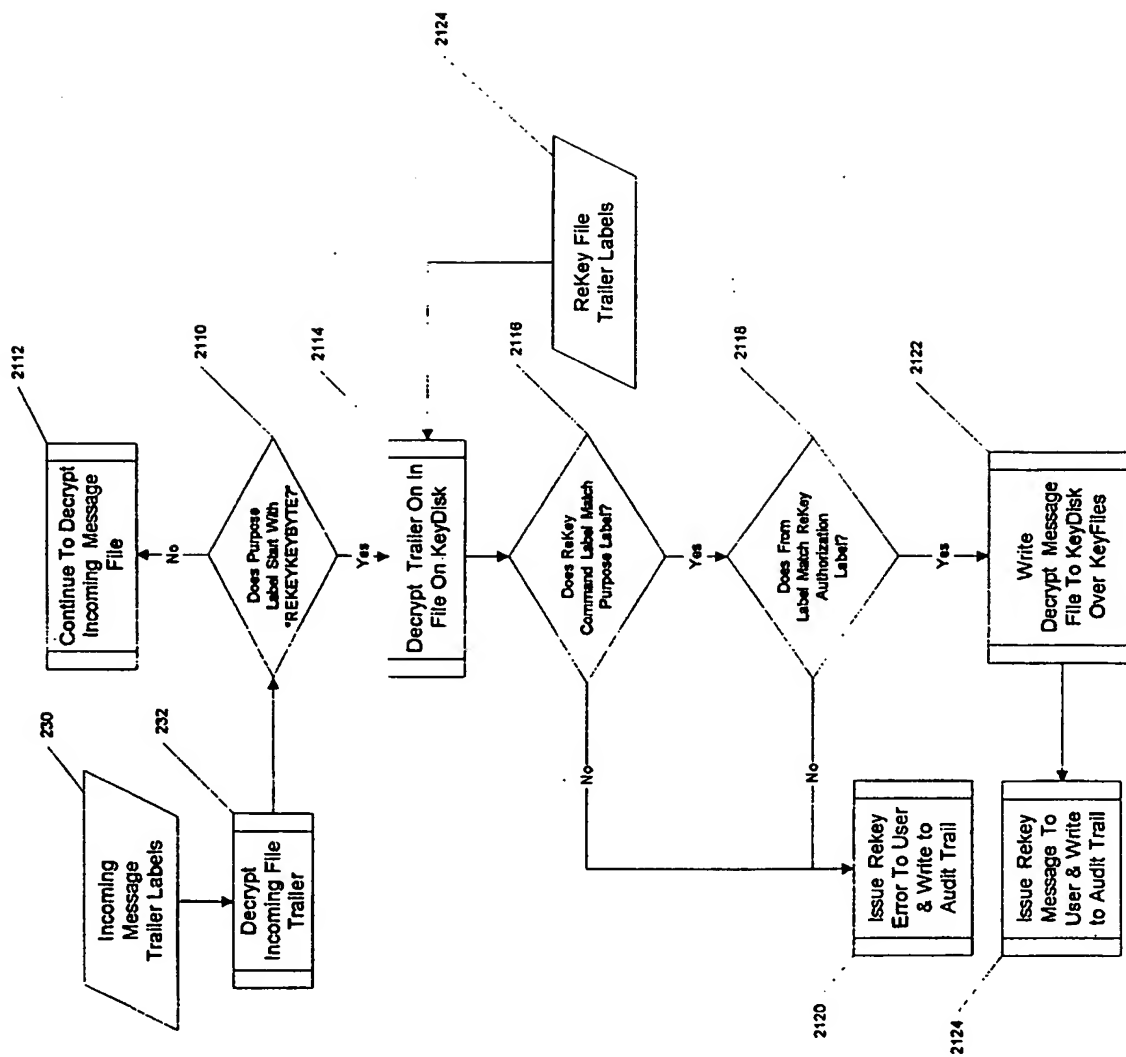 2112
Continue To Decrypt
Incoming Message
File
230
Incoming
Message
Trailer Labels
232
Decrypt
Incoming File
Trailer
No
2110
Does Purpose
Label Start With
"REKEYKEYBYTE?"
Yes
2114
Decrypt Trailer On In
File On KeyDisk
2124
ReKey File
Trailer Labels
2116
Does ReKey
Command Label Match
Purpose Label?
No
Yes
2118
Does From
Label Match ReKey
Authorization
Label?
No
Yes
2120
Issue Rekey
Error To User
& Write to
Audit Trail
2122
Write
Decrypt Message
File To KeyDisk
Over KeyFiles
2124
Issue Rekey
Message To
User & Write
to Audit Trail